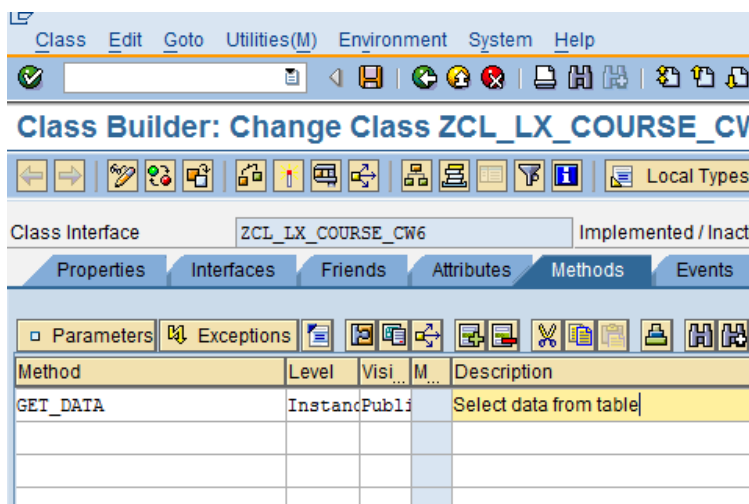 Class Edit Goto Utilities(M) Environment System Help
Class Builder: Change Class ZCL_LX_COURSE_CW
Local Types
Class Interface ZCL_LX_COURSE_CW6 Implemented / Inact
Properties Interfaces Friends Attributes Methods Events
Parameters Exceptions
Method Level Visi... M... Description
GET_DATA Instanc Publi Select data from table